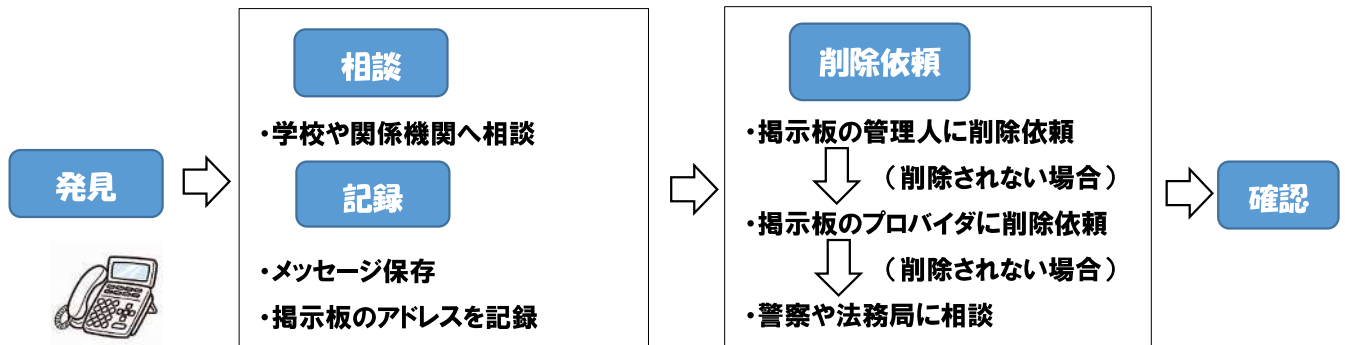 発見
相談
・学校や関係機関へ相談
記録
・メッセージ保存
・掲示板のアドレスを記録
削除依頼
・掲示板の管理人に削除依頼
（削除されない場合）
・掲示板のプロバイダに削除依頼
（削除されない場合）
・警察や法務局に相談
確認